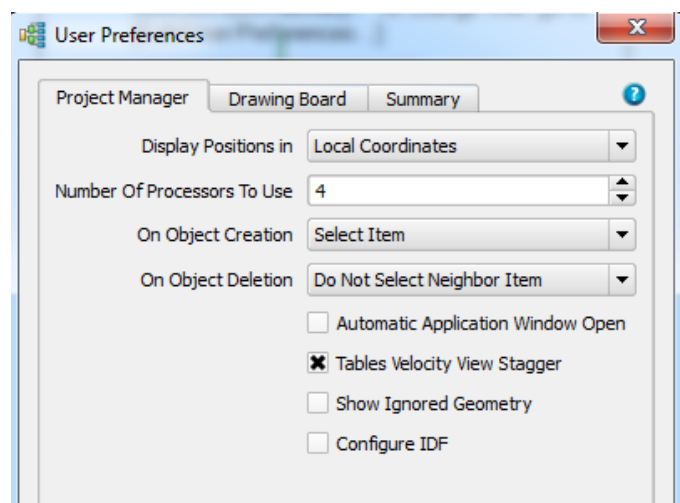 User Preferences
Project Manager Drawing Board Summary
Display Positions in Local Coordinates
Number Of Processors To Use 4
On Object Creation Select Item
On Object Deletion Do Not Select Neighbor Item
Automatic Application Window Open
Tables Velocity View Stagger
Show Ignored Geometry
Configure IDF